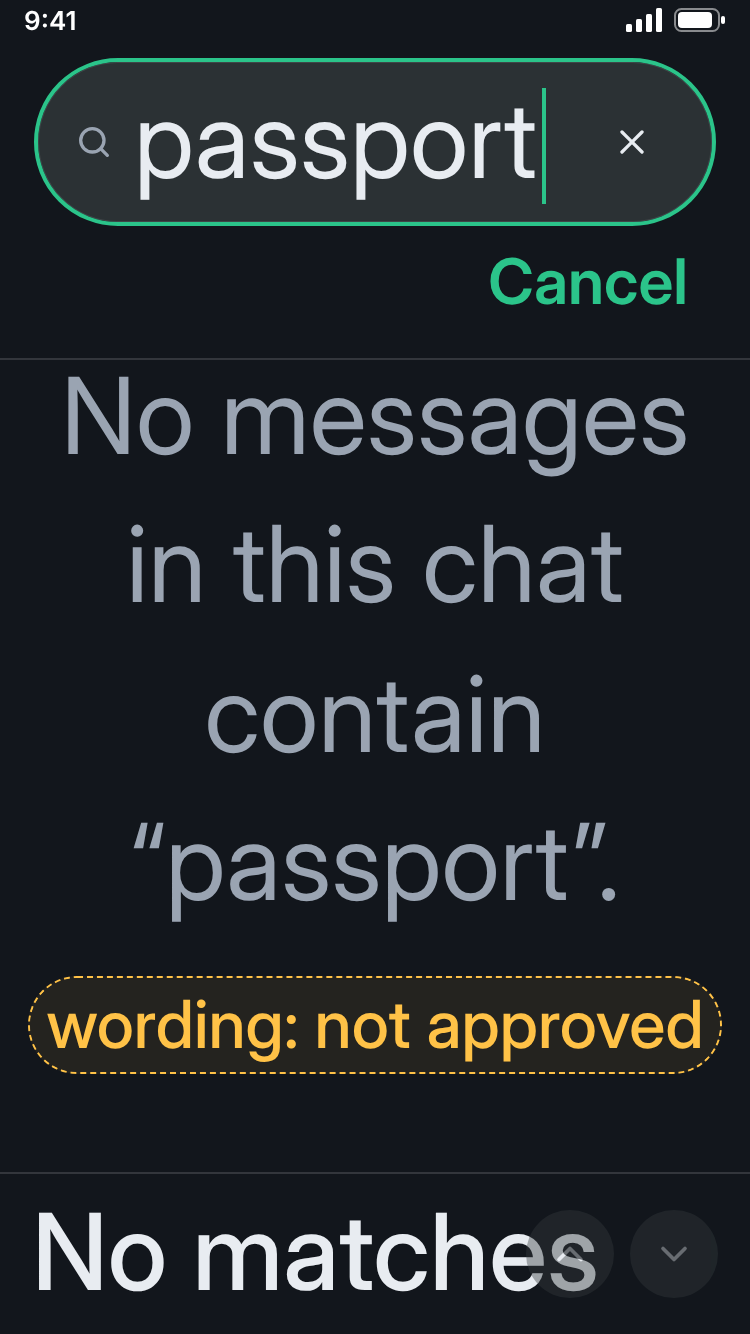 9:41
passport
Cancel
No messages
in this chat
contain
“passport”.
wording: not approved
No matches